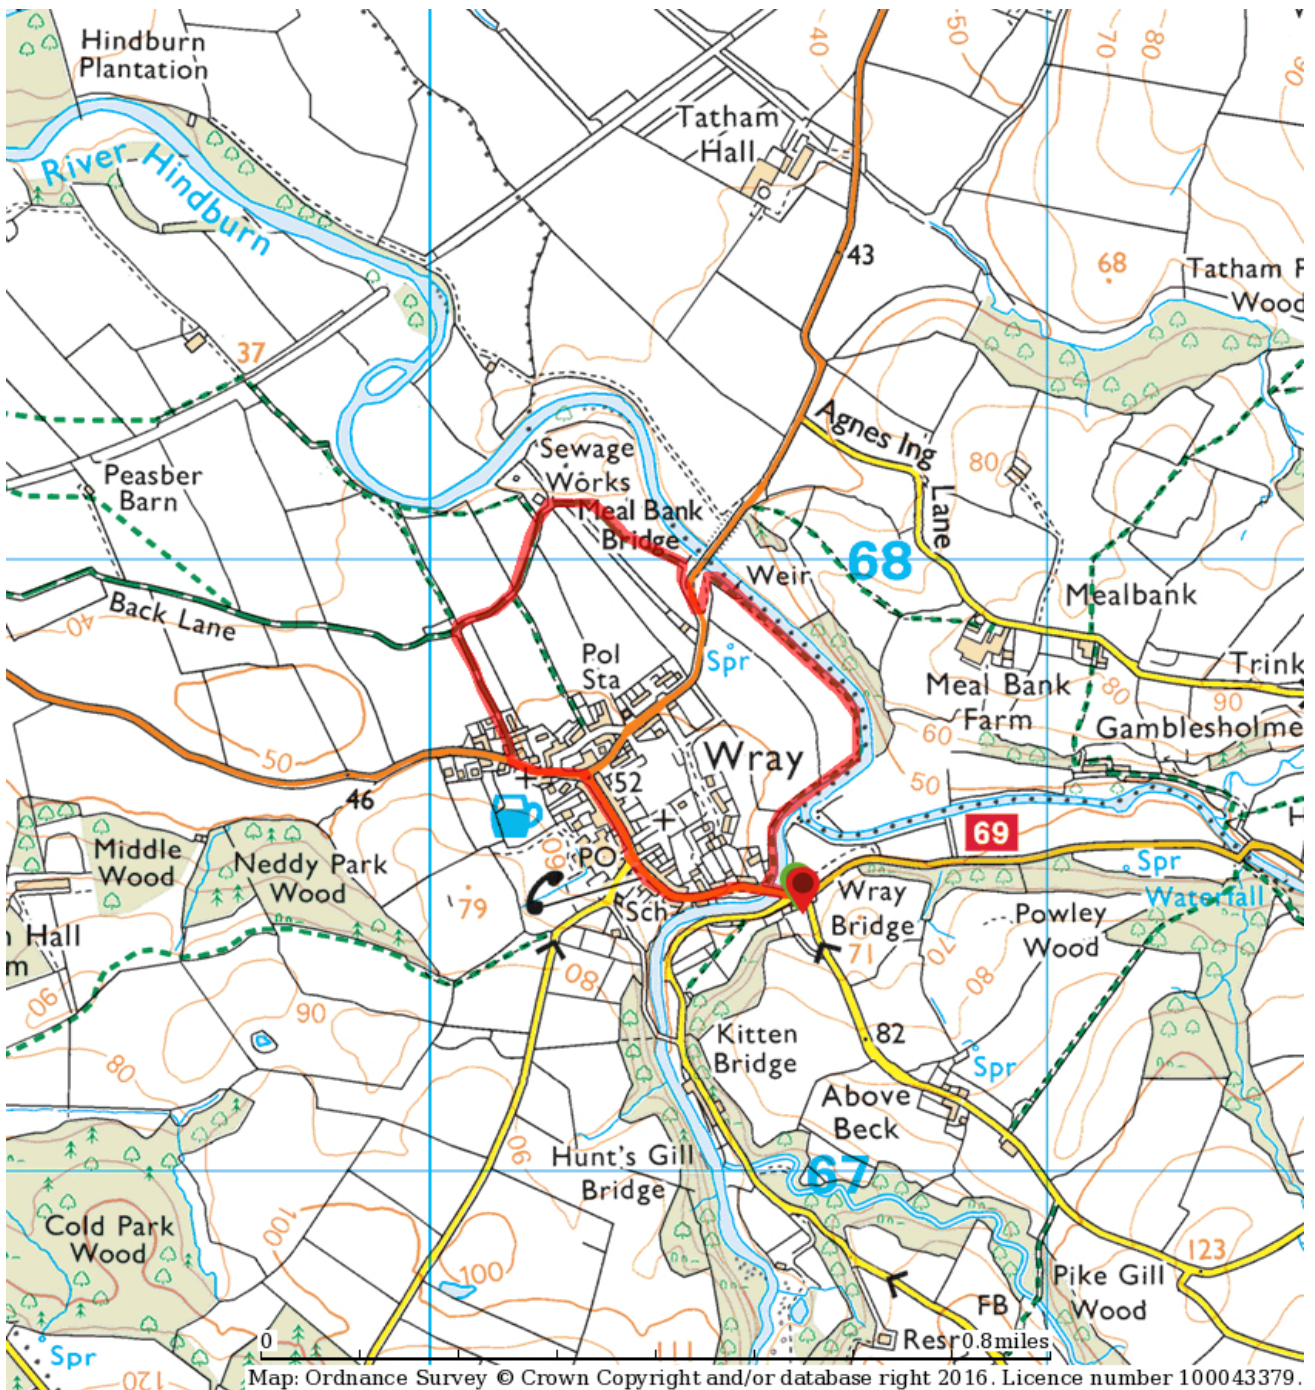 Hindburn
Plantation
40
50
70
80
90
Tatham
Hall
River Hindburn
43
68
Tatham F
Wood
37
Agnes Ing
Lane
80
Sewage
Works
Peasber
Barn
Meal Bank
Bridge
68
Weir
Mealbank
Back Lane
40
Pol
Sta
Spr
Trink
Meal Bank
Farm
80
90
Gamblesholme
60
50
Wray
50
52
46
69
H
Middle
Wood
Neddy Park
Wood
60
PO
Spr
Waterfall
79
Sch
Wray
Bridge
71
70
Powley
Wood
Hall
m
80
80
90
90
82
Kitten
Bridge
Spr
80
Above
Beck
90
Hunt's Gill
Bridge
67
Cold Park
Wood
100
100
123
Pike Gill
Wood
FB
Resr
0
0.8miles
Spr
120
111
Map: Ordnance Survey © Crown Copyright and/or database right 2016. Licence number 100043379.